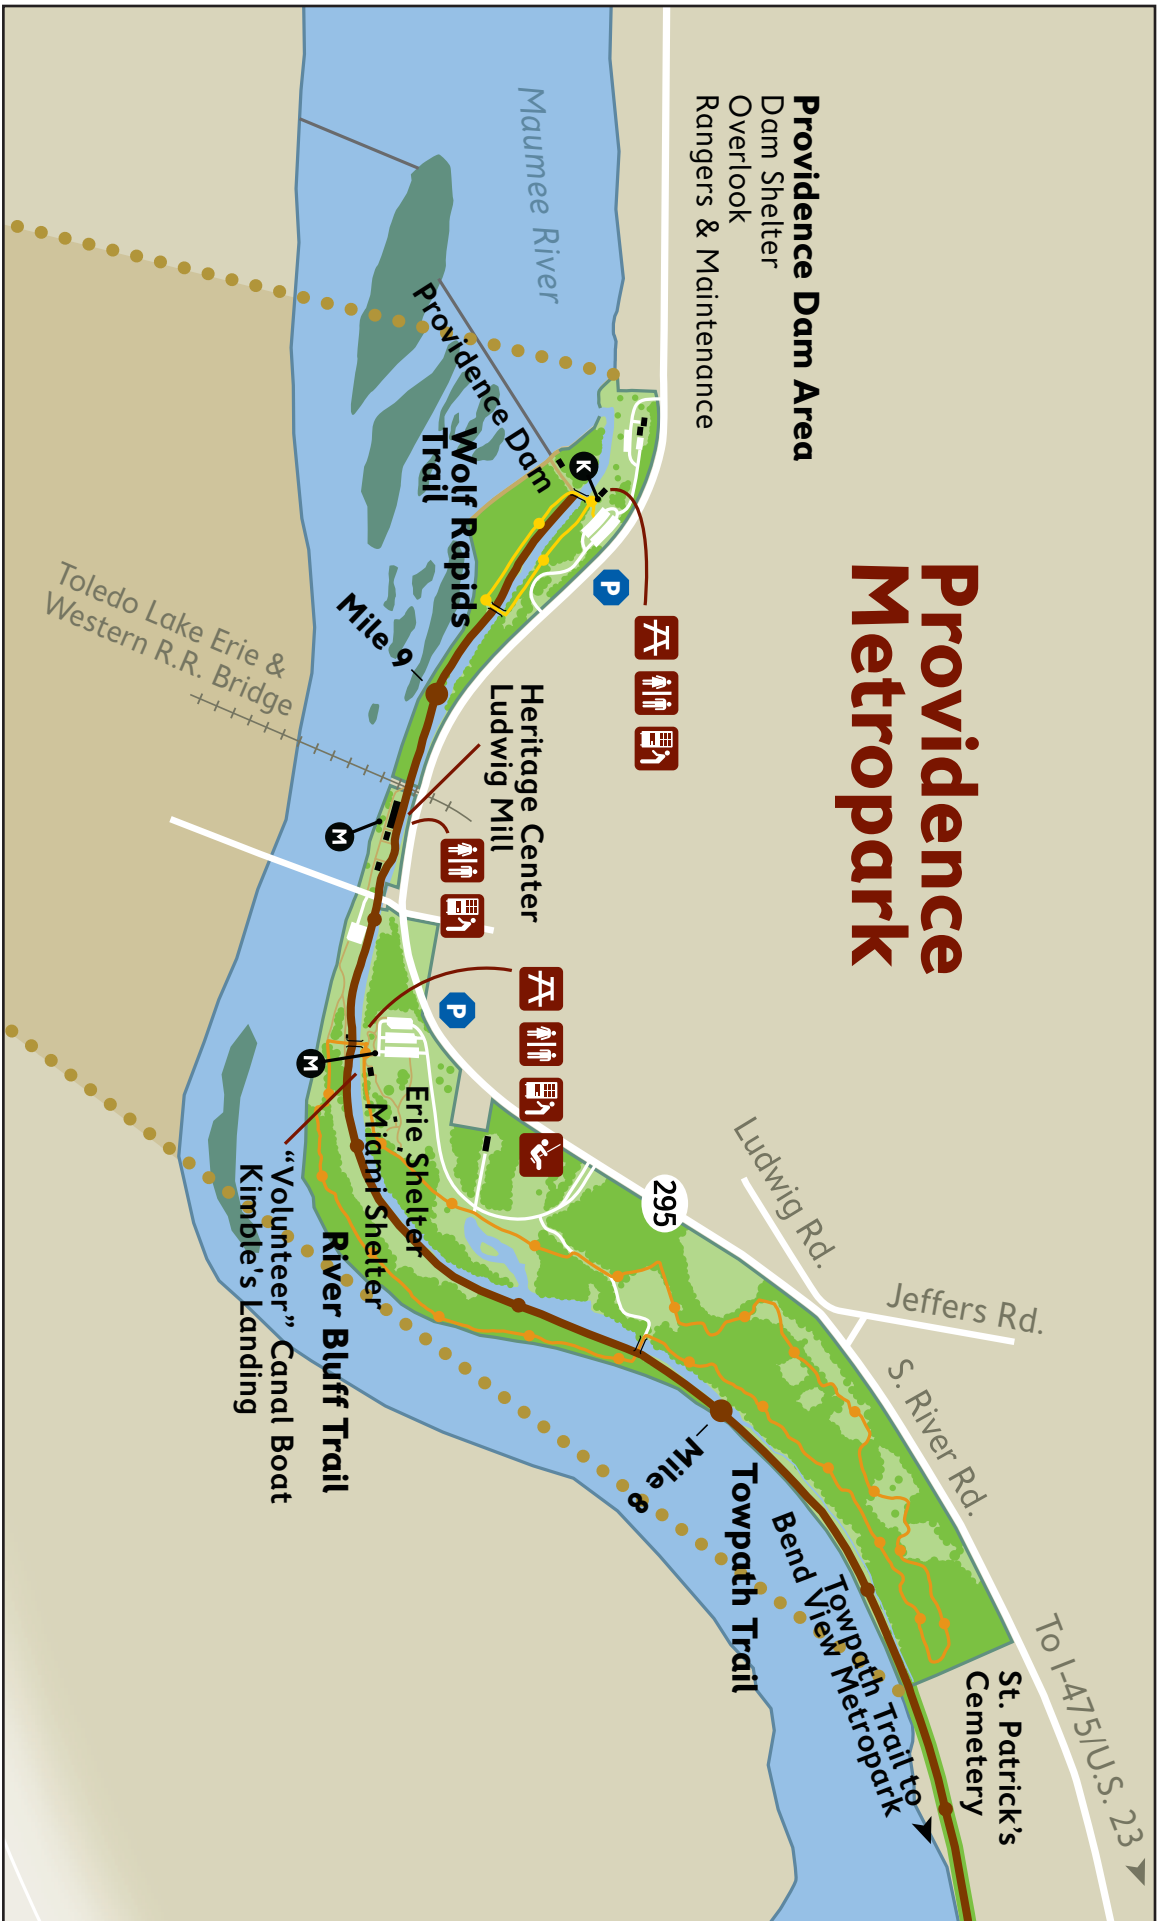 Providence
Metropark
Providence Dam Area
Dam Shelter
Overlook
Rangers & Maintenance
Maumee River
Providence Dam
K
P
Wolf Rapids
Trail
Mile 9
Toledo Lake Erie &
Western R.R. Bridge
Heritage Center
Ludwig Mill
M
P
M
Erie Shelter
Miami Shelter
“Volunteer” Canal Boat
Kimble's Landing
River Bluff Trail
295
Ludwig Rd.
Jeffers Rd.
S. River Rd.
Mile 8
Towpath Trail
Towpath Trail to
Bend View Metropark
St. Patrick’s
Cemetery
To I-475/U.S. 23